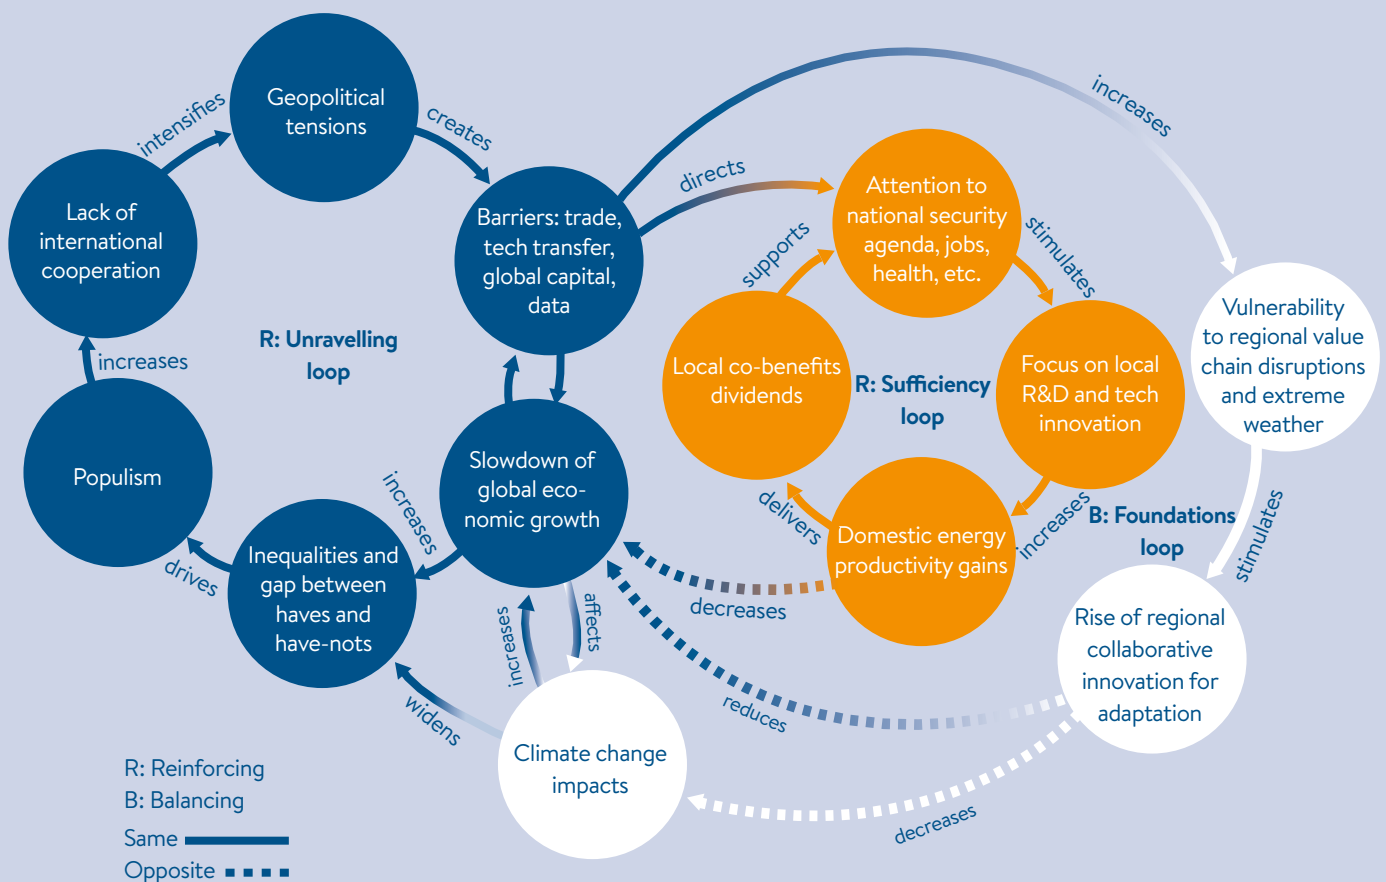 Geopolitical
tensions
intensifies
creates
increases
Lack of
international
cooperation
Barriers: trade,
tech transfer,
global capital,
data
directs
Attention to
national security
agenda, jobs,
health, etc.
supports
stimulates
Vulnerability
to regional value
chain disruptions
and extreme
weather
R: Unravelling
loop
increases
Local co-benefits
dividends
R: Sufficiency
loop
Focus on local
R&D and tech
innovation
Populism
Slowdown of
global eco-
nomic growth
increases
delivers
Domestic energy
productivity gains
increases
B: Foundations
loop
stimulates
drives
Inequalities and
gap between
haves and
have-nots
increases
affects
decreases
Rise of regional
collaborative
innovation for
adaptation
widens
reduces
Climate change
impacts
decreases
R: Reinforcing
B: Balancing
Same
Opposite